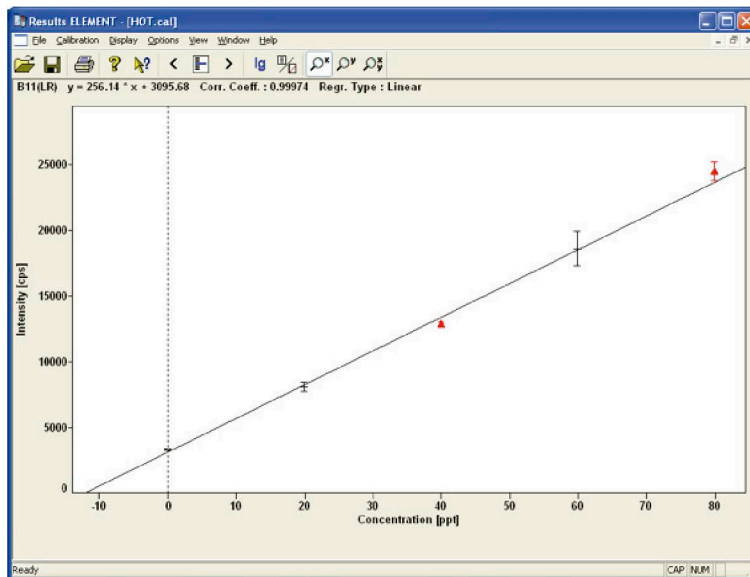 Results ELEMENT - [HOT.cal]
File Calibration Display Options View Window Help
lg
B11(LR) y = 256.14 * x + 3095.68 Corr. Coeff. : 0.99974 Regr. Type : Linear
25000
20000
15000
10000
5000
0
Intensity [cps]
-10 0 10 20 30 40 50 60 70 80
Concentration [ppt]
Ready CAP NUM